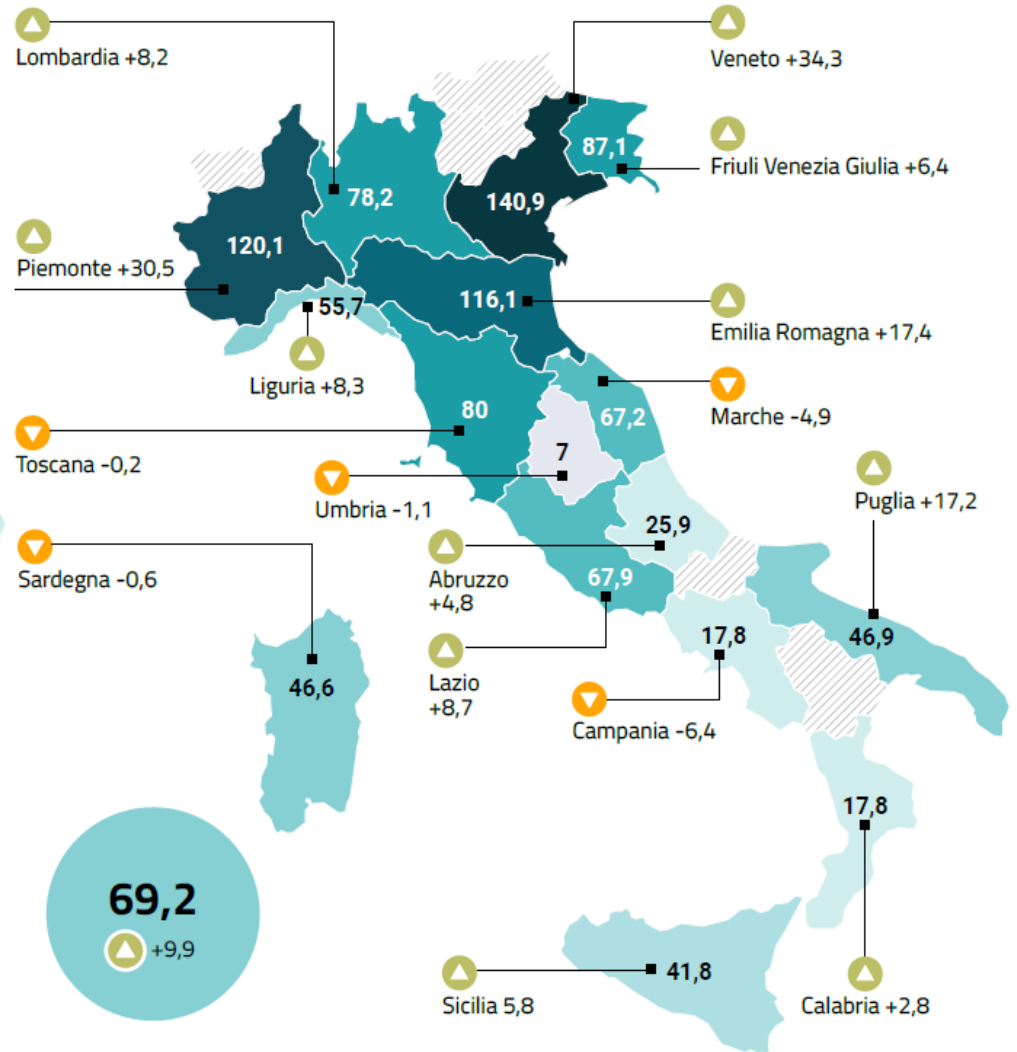 Lombardia +8,2
Veneto +34,3
87,1
Friuli Venezia Giulia +6,4
78,2
140,9
120,1
Piemonte +30,5
116,1
55,7
Emilia Romagna +17,4
Liguria +8,3
80
67,2
Marche -4,9
Toscana -0,2
7
Umbria -1,1
Puglia +17,2
25,9
Sardegna -0,6
Abruzzo
+4,8
67,9
17,8
46,9
46,6
Lazio
+8,7
Campania -6,4
17,8
69,2
+9,9
41,8
Sicilia 5,8
Calabria +2,8